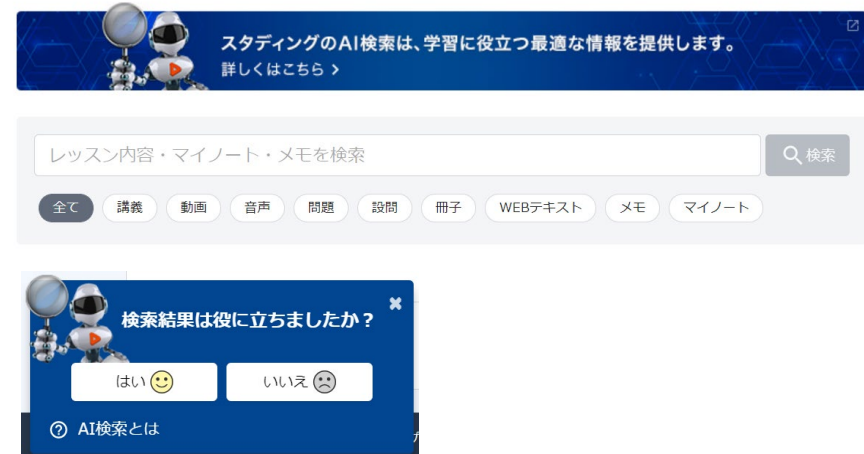 スタディングのAI検索は、学習に役立つ最適な情報を提供します。
詳しくはこちら >
レッスン内容・マイノート・メモを検索
検索
全て 講義 動画 音声 問題 設問 冊子 WEBテキスト メモ マイノート
検索結果は役に立ちましたか？
はい いいえ
AI検索とは